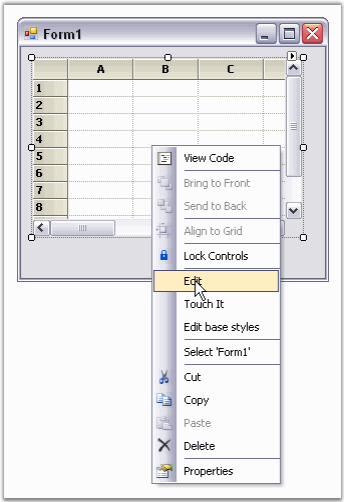 Form1
A B C
1
2
3
4
5
6
7
8
View Code
Bring to Front
Send to Back
Align to Grid
Lock Controls
Edit
Touch It
Edit base styles
Select 'Form1'
Cut
Copy
Paste
Delete
Properties